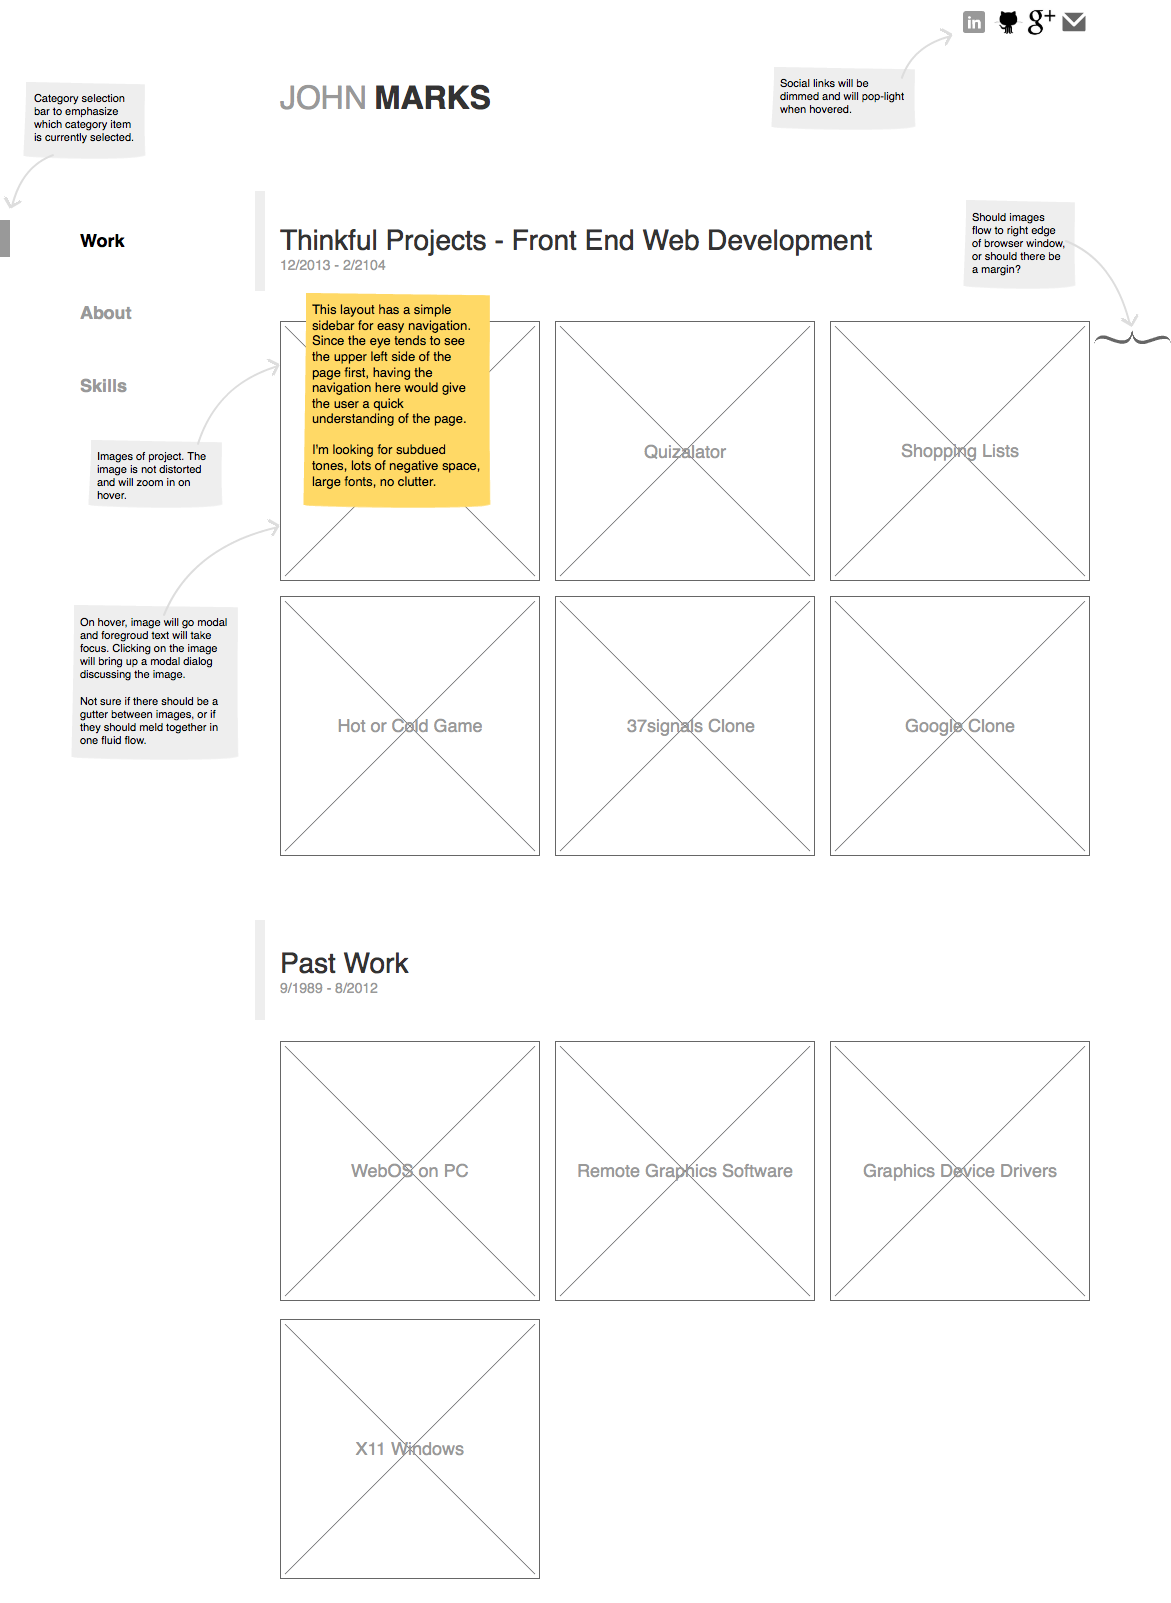 in
g+
JOHN MARKS
Category selection
bar to emphasize
which category item
is currently selected.
Social links will be
dimmed and will pop-light
when hovered.
Work
About
Skills
Thinkful Projects - Front End Web Development
12/2013 - 2/2104
Should images
flow to right edge
of browser window,
or should there be
a margin?
This layout has a simple
sidebar for easy navigation.
Since the eye tends to see
the upper left side of the
page first, having the
navigation here would give
the user a quick
understanding of the page.
I'm looking for subdued
tones, lots of negative space,
large fonts, no clutter.
Quizalator
Shopping Lists
Images of project. The
image is not distorted
and will zoom in on
hover.
On hover, image will go modal
and foregroud text will take
focus. Clicking on the image
will bring up a modal dialog
discussing the image.
Not sure if there should be a
gutter between images, or if
they should meld together in
one fluid flow.
Hot or Cold Game
37signals Clone
Google Clone
Past Work
9/1989 - 8/2012
WebOS on PC
Remote Graphics Software
Graphics Device Drivers
X11 Windows